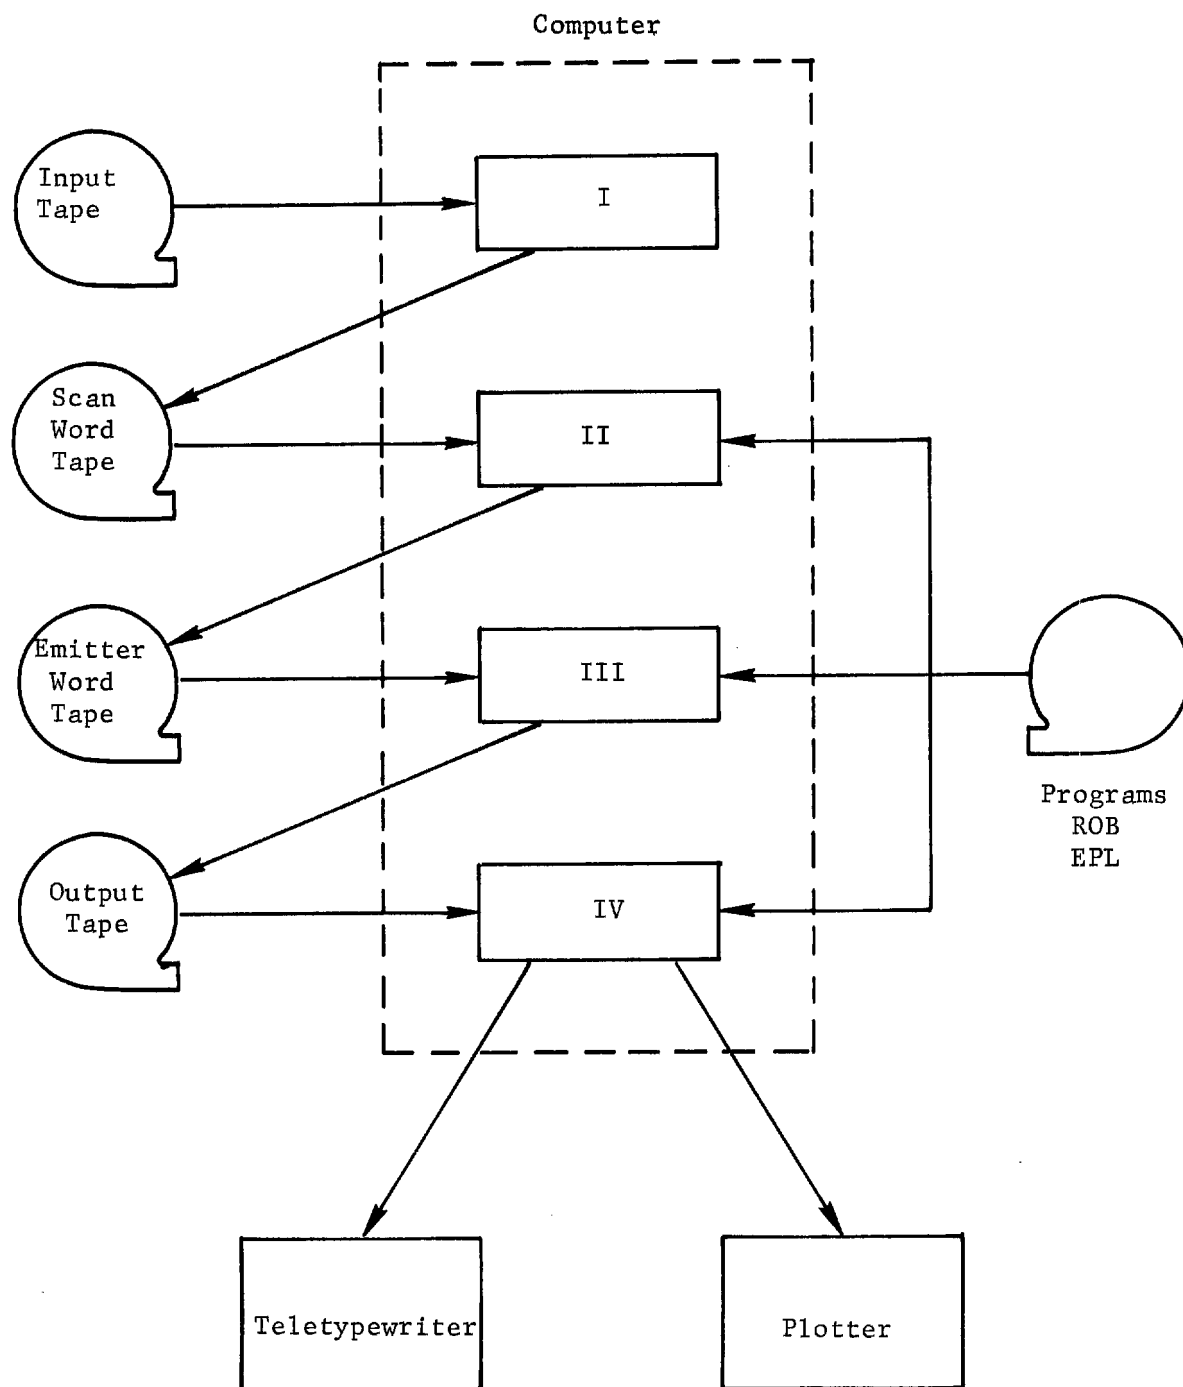 Computer
Input
Tape
I
Scan
Word
Tape
II
Emitter
Word
Tape
III
Programs
ROB
EPL
Output
Tape
IV
Teletypewriter
Plotter